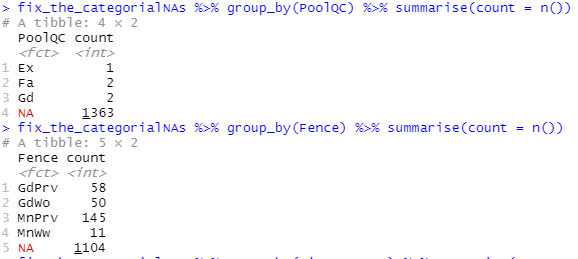 > fix_the_categorialNAs %>% group_by(PoolQC) %>% summarise(count = n())
# A tibble: 4 × 2
PoolQC count
<fct> <int>
1 Ex 1
2 Fa 2
3 Gd 2
4 NA 1363
> fix_the_categorialNAs %>% group_by(Fence) %>% summarise(count = n())
# A tibble: 5 × 2
Fence count
<fct> <int>
1 GdPrv 58
2 GdWo 50
3 MnPrv 145
4 MnWw 11
5 NA 1104